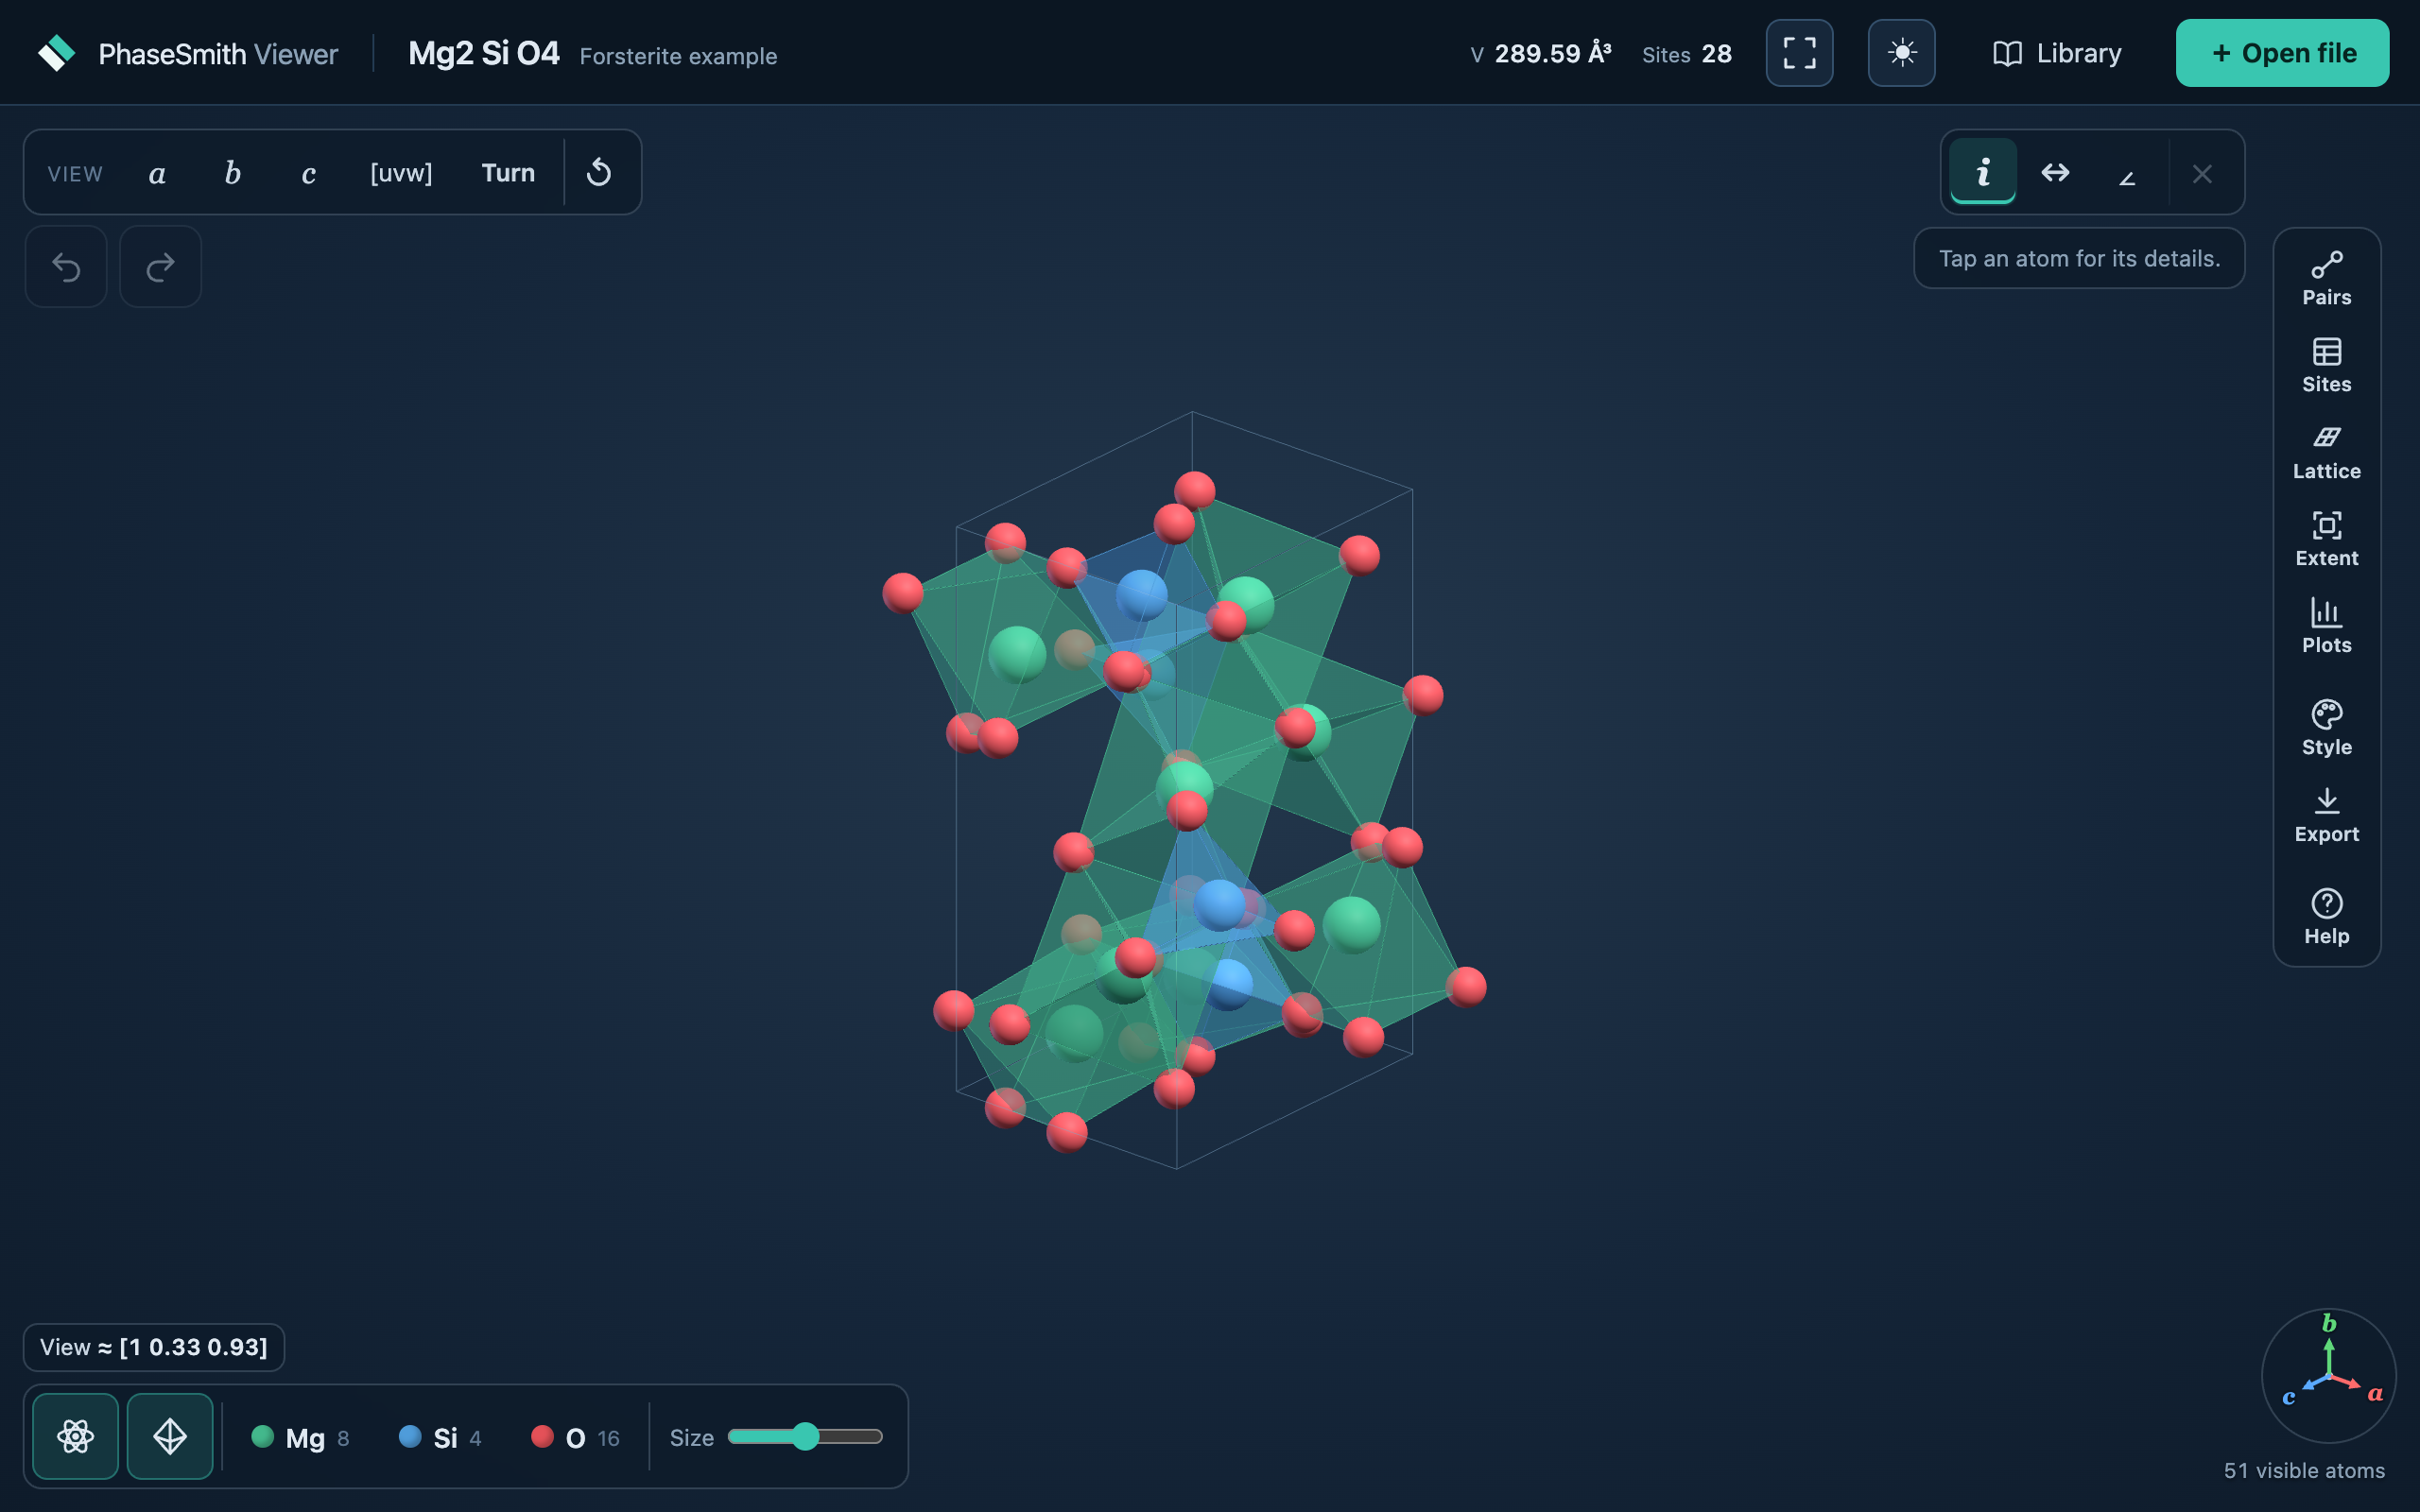 PhaseSmith Viewer
Mg2 Si O4 Forsterite example
V 289.59 Å³ Sites 28
Library
+ Open file
VIEW a b c [uvw] Turn
i
Tap an atom for its details.
Pairs
Sites
Lattice
Extent
Plots
Style
Export
Help
View ≈ [1 0.33 0.93]
Mg 8 Si 4 O 16 Size
b
c a
51 visible atoms